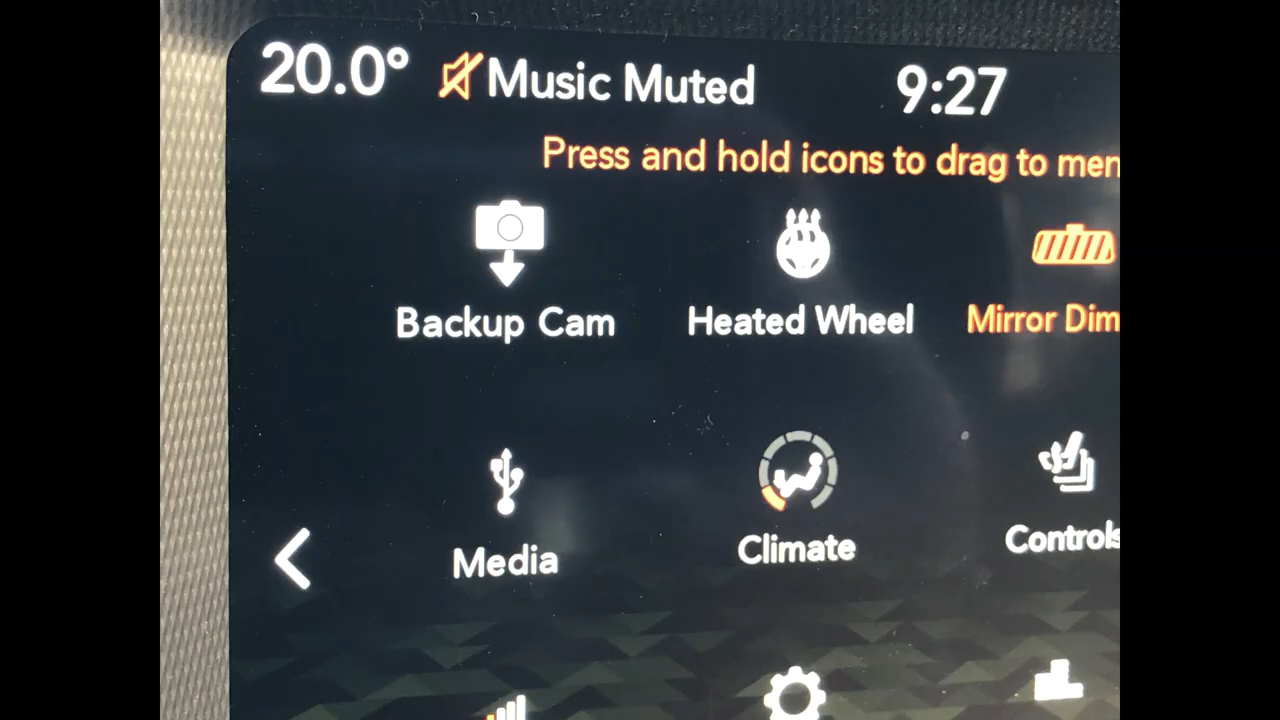 20.0° Music Muted 9:27
Press and hold icons to drag to men
Backup Cam Heated Wheel Mirror Dim
Media Climate Controls